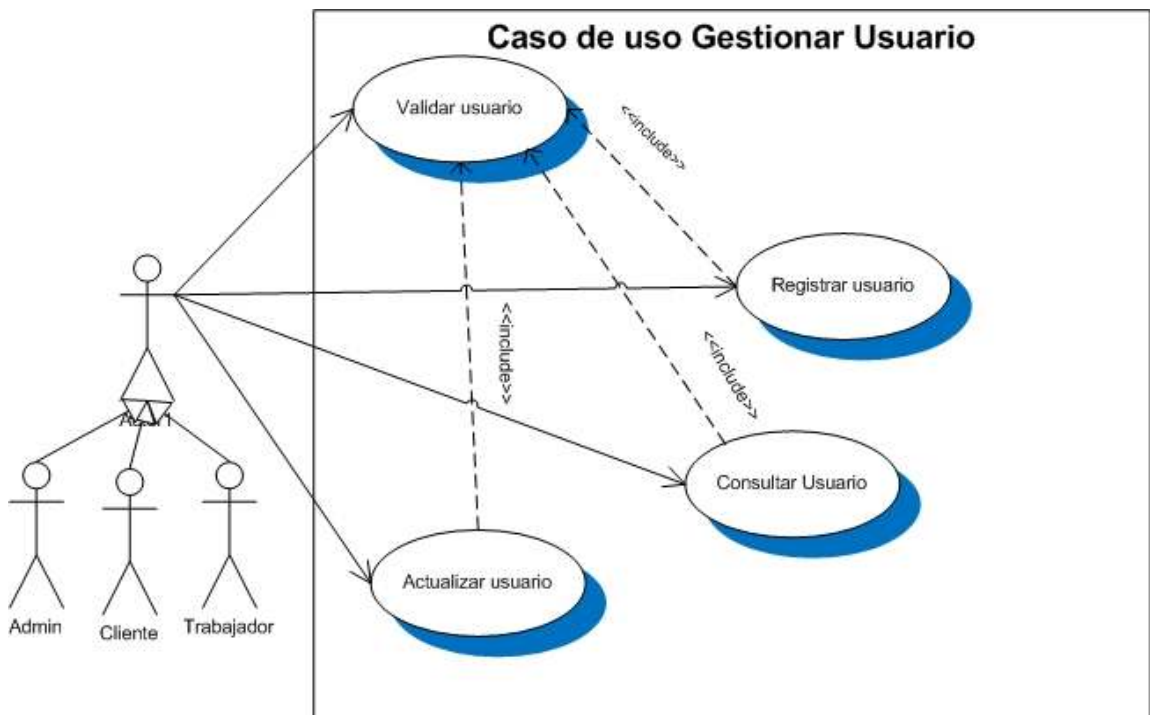 Caso de uso Gestionar Usuario
Validar usuario
<<include>>
Registrar usuario
<<include>>
<<include>>
Consultar Usuario
Actualizar usuario
Admin
Cliente
Trabajador